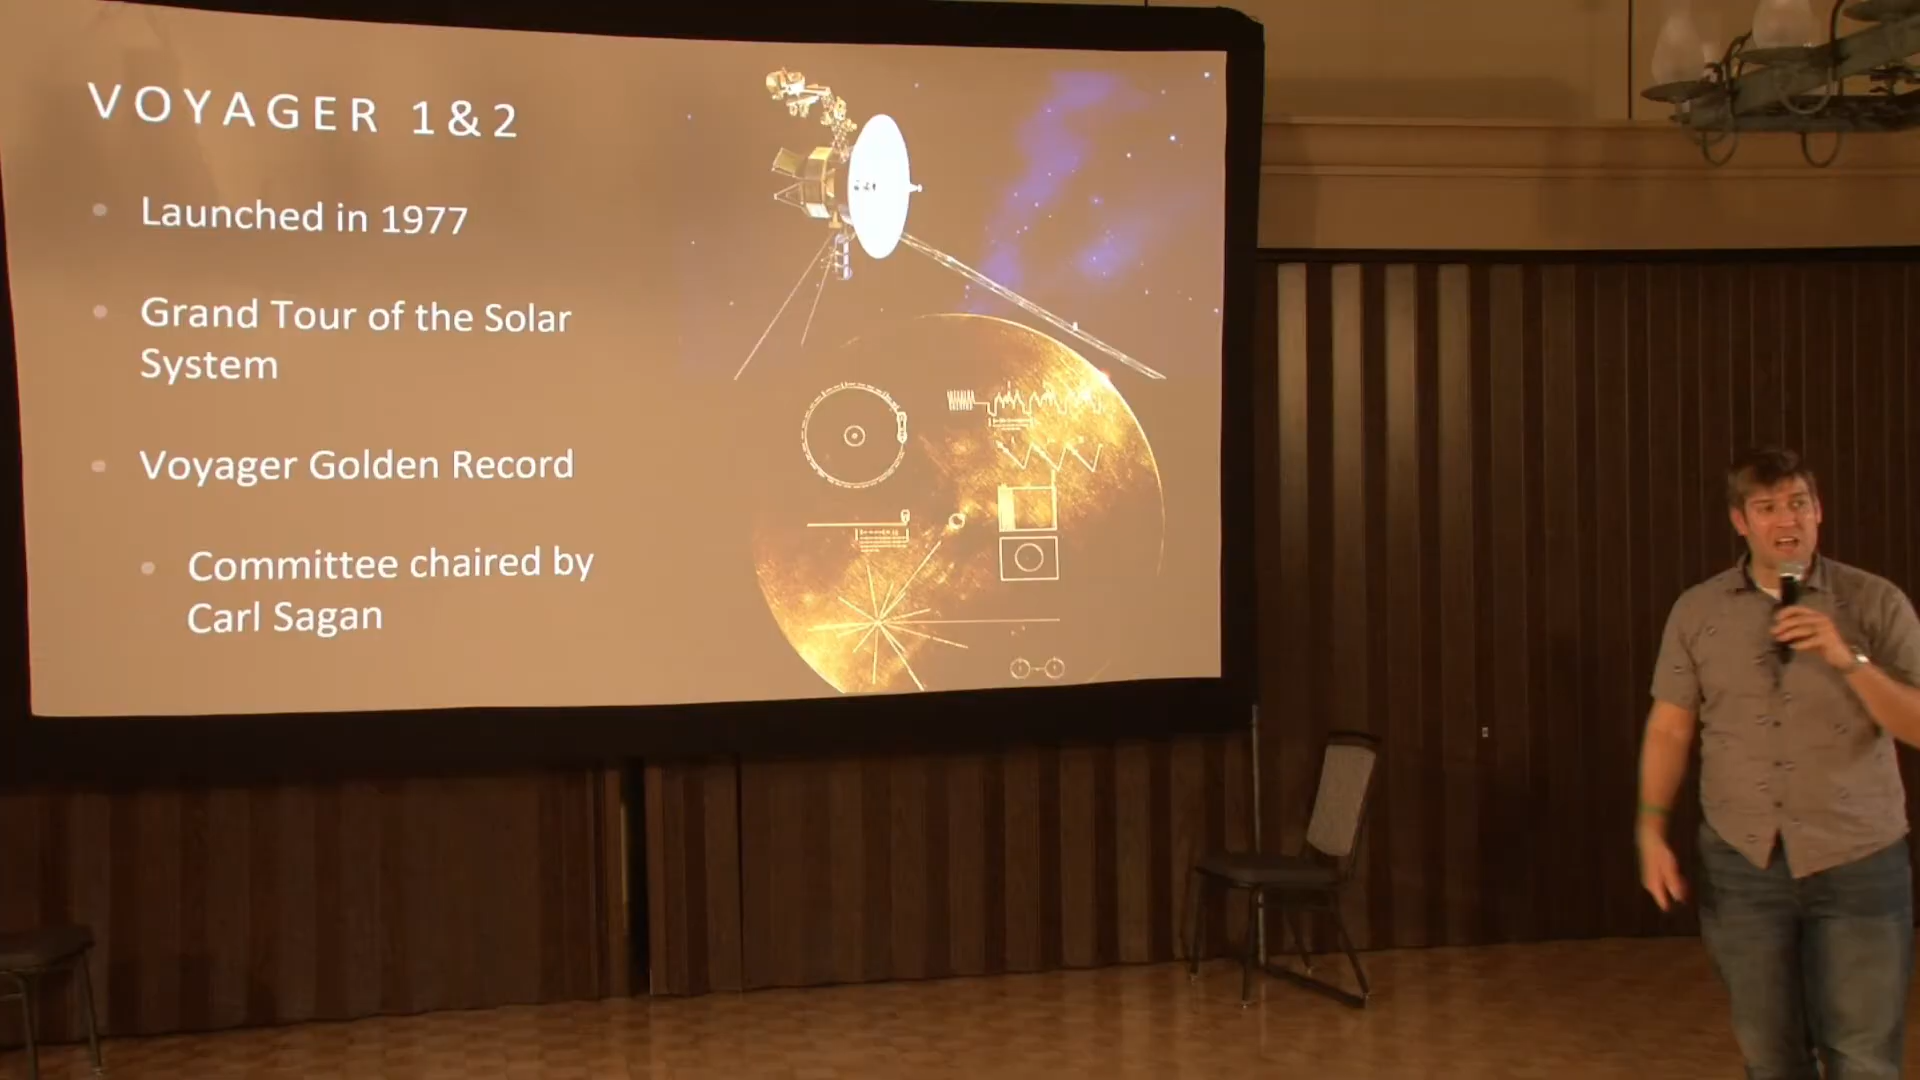 VOYAGER 1&2
Launched in 1977
Grand Tour of the Solar
System
Voyager Golden Record
Committee chaired by
Carl Sagan